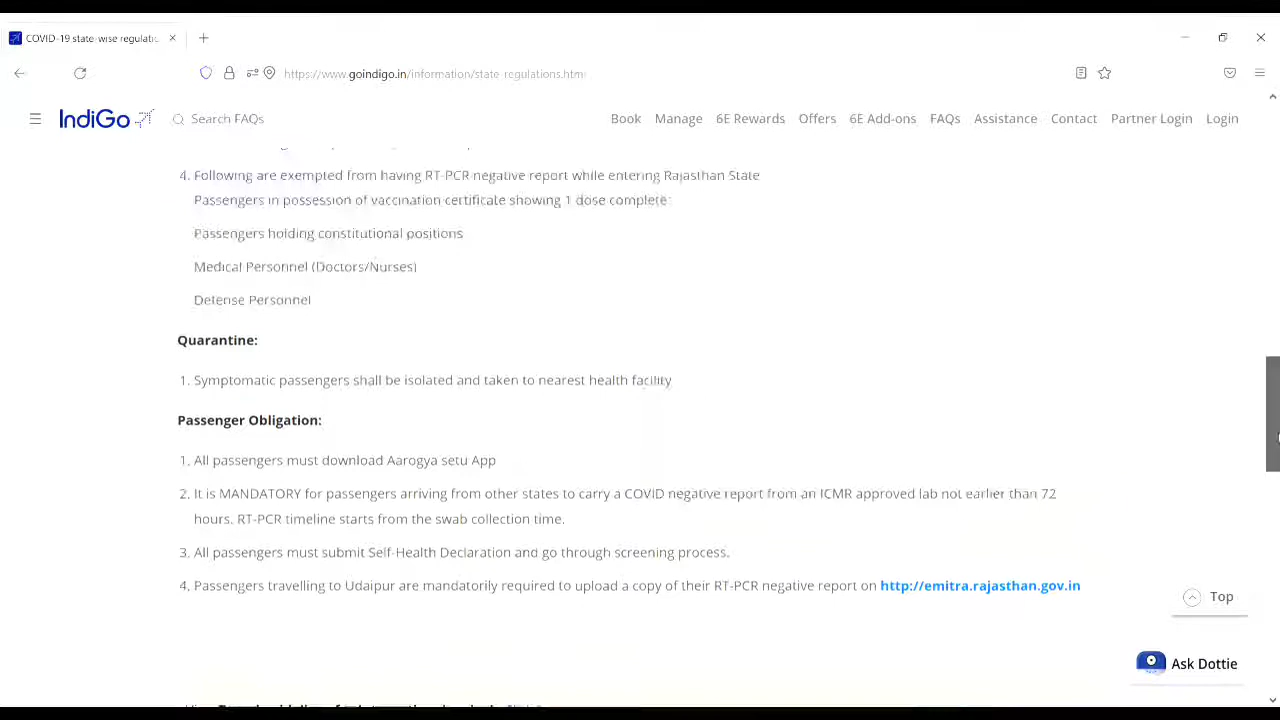 COVID-19 state-wise regulatic
https://www.goindigo.in/information/state-regulations.htm
IndiGo
Search FAQs
Book
Manage
6E Rewards
Offers
6E Add-ons
FAQs
Assistance
Contact
Partner Login
Login
4. Following are exempted from having RT-PCR negative report while entering Rajasthan State
Passengers in possession of vaccination certificate showing 1 dose complete
Passengers holding constitutional positions
Medical Personnel (Doctors/Nurses)
Defense Personnel
Quarantine:
1. Symptomatic passengers shall be isolated and taken to nearest health facility
Passenger Obligation:
1. All passengers must download Aarogya setu App
2. It is MANDATORY for passengers arriving from other states to carry a COVID negative report from an ICMR approved lab not earlier than 72
hours. RT-PCR timeline starts from the swab collection time.
3. All passengers must submit Self-Health Declaration and go through screening process.
4. Passengers travelling to Udaipur are mandatorily required to upload a copy of their RT-PCR negative report on http://emitra.rajasthan.gov.in
Top
Ask Dottie